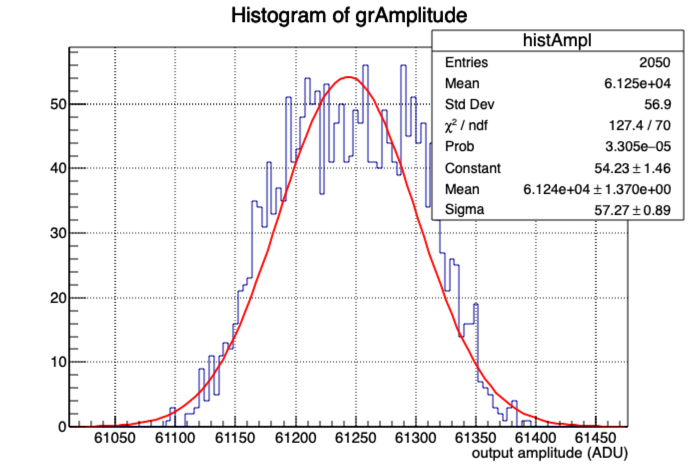 Histogram of grAmplitude
histAmpl
Entries 2050
Mean 6.125e+04
Std Dev 56.9
χ² / ndf 127.4 / 70
Prob 3.305e−05
Constant 54.23 ± 1.46
Mean 6.124e+04 ± 1.370e+00
Sigma 57.27 ± 0.89
50
40
30
20
10
0
61050 61100 61150 61200 61250 61300 61350 61400 61450
output amplitude (ADU)